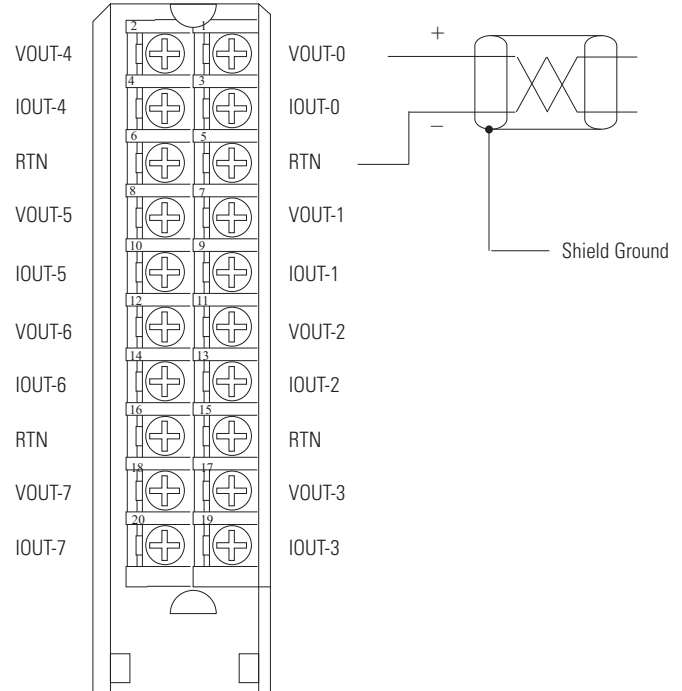 2 1
VOUT-4 VOUT-0 +
4 3
IOUT-4 IOUT-0 –
6 5
RTN RTN
8 7
VOUT-5 VOUT-1
Shield Ground
10 9
IOUT-5 IOUT-1
12 11
VOUT-6 VOUT-2
14 13
IOUT-6 IOUT-2
16 15
RTN RTN
18 17
VOUT-7 VOUT-3
20 19
IOUT-7 IOUT-3